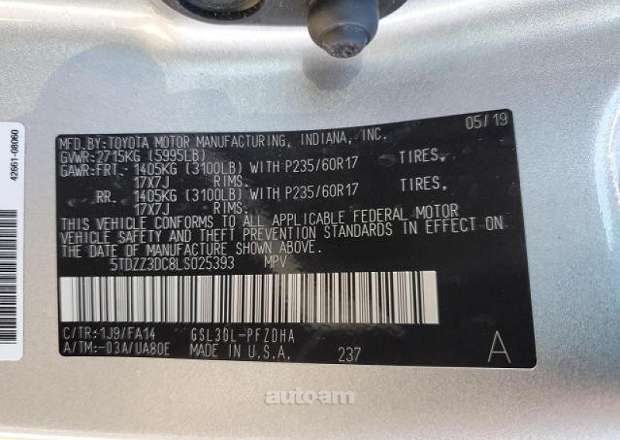 42661-08060
MFD.BY:TOYOTA MOTOR MANUFACTURING, INDIANA, INC. 05/19
GVWR:2715KG (5995LB)
GAWR:FRT. 1405KG (3100LB) WITH P235/60R17 TIRES,
17X7J RIMS.
RR. 1405KG (3100LB) WITH P235/60R17 TIRES,
17X7J RIMS.
THIS VEHICLE CONFORMS TO ALL APPLICABLE FEDERAL MOTOR
VEHICLE SAFETY AND THEFT PREVENTION STANDARDS IN EFFECT ON
THE DATE OF MANUFACTURE SHOWN ABOVE.
5TDZZ3DC8LS025393 MPV
C/TR:1J9/FA14 GSL30L-PFZDHA
A/TM:-03A/UA80E MADE IN U.S.A. 237 A
autoam